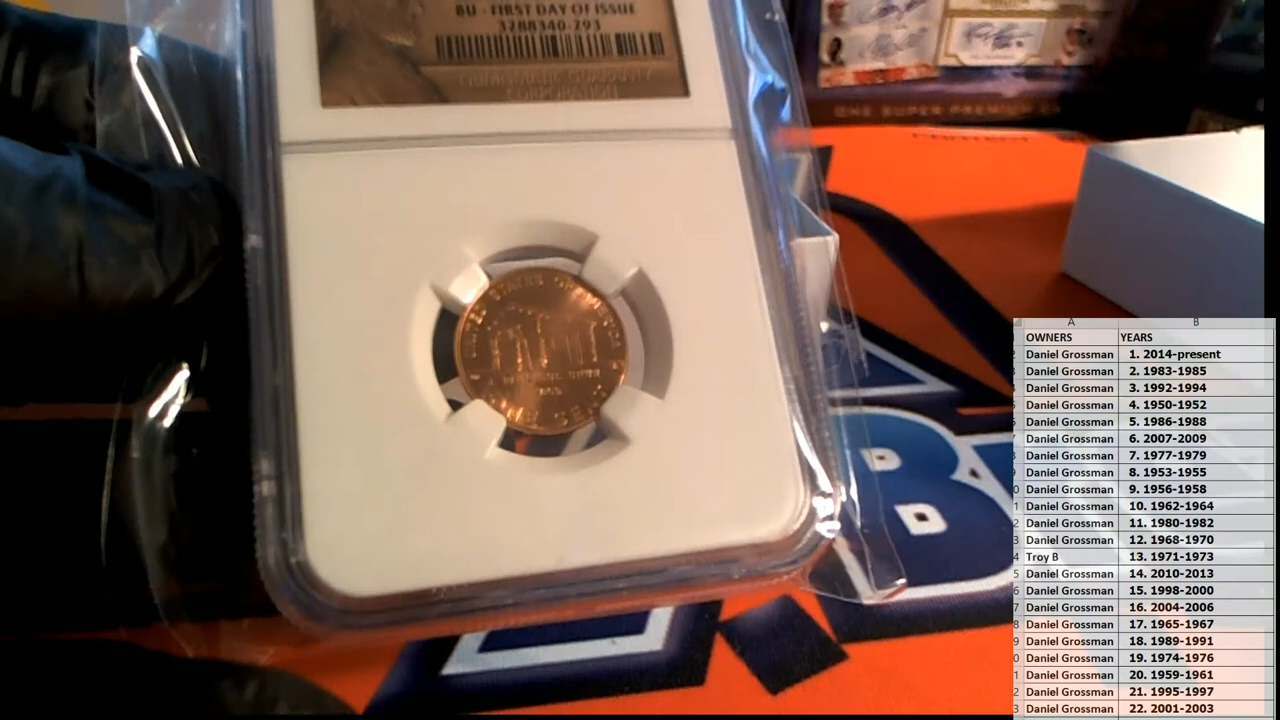 BU - FIRST DAY OF ISSUE
3288340-293
CORPORATION
ONE SUPER PREMIUM
A B
OWNERS YEARS
Daniel Grossman 1. 2014-present
Daniel Grossman 2. 1983-1985
Daniel Grossman 3. 1992-1994
Daniel Grossman 4. 1950-1952
Daniel Grossman 5. 1986-1988
Daniel Grossman 6. 2007-2009
Daniel Grossman 7. 1977-1979
Daniel Grossman 8. 1953-1955
Daniel Grossman 9. 1956-1958
Daniel Grossman 10. 1962-1964
Daniel Grossman 11. 1980-1982
Daniel Grossman 12. 1968-1970
Troy B 13. 1971-1973
Daniel Grossman 14. 2010-2013
Daniel Grossman 15. 1998-2000
Daniel Grossman 16. 2004-2006
Daniel Grossman 17. 1965-1967
Daniel Grossman 18. 1989-1991
Daniel Grossman 19. 1974-1976
Daniel Grossman 20. 1959-1961
Daniel Grossman 21. 1995-1997
Daniel Grossman 22. 2001-2003